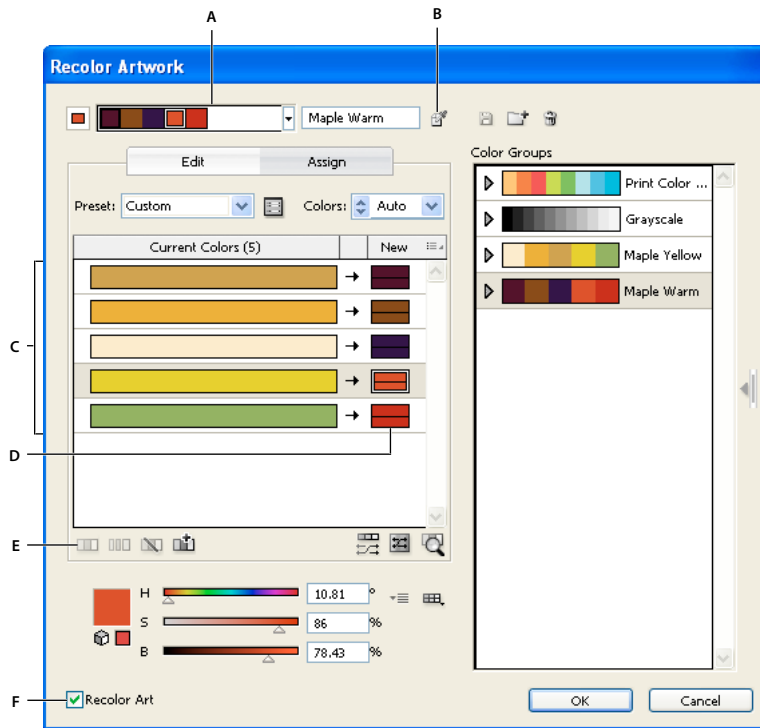 A
B
Recolor Artwork
Maple Warm
Edit
Assign
Color Groups
Preset: Custom
Colors: Auto
Print Color ...
Grayscale
Maple Yellow
Maple Warm
Current Colors (5)
New
C
D
E
H 10.81 °
S 86 %
B 78.43 %
F
Recolor Art
OK
Cancel